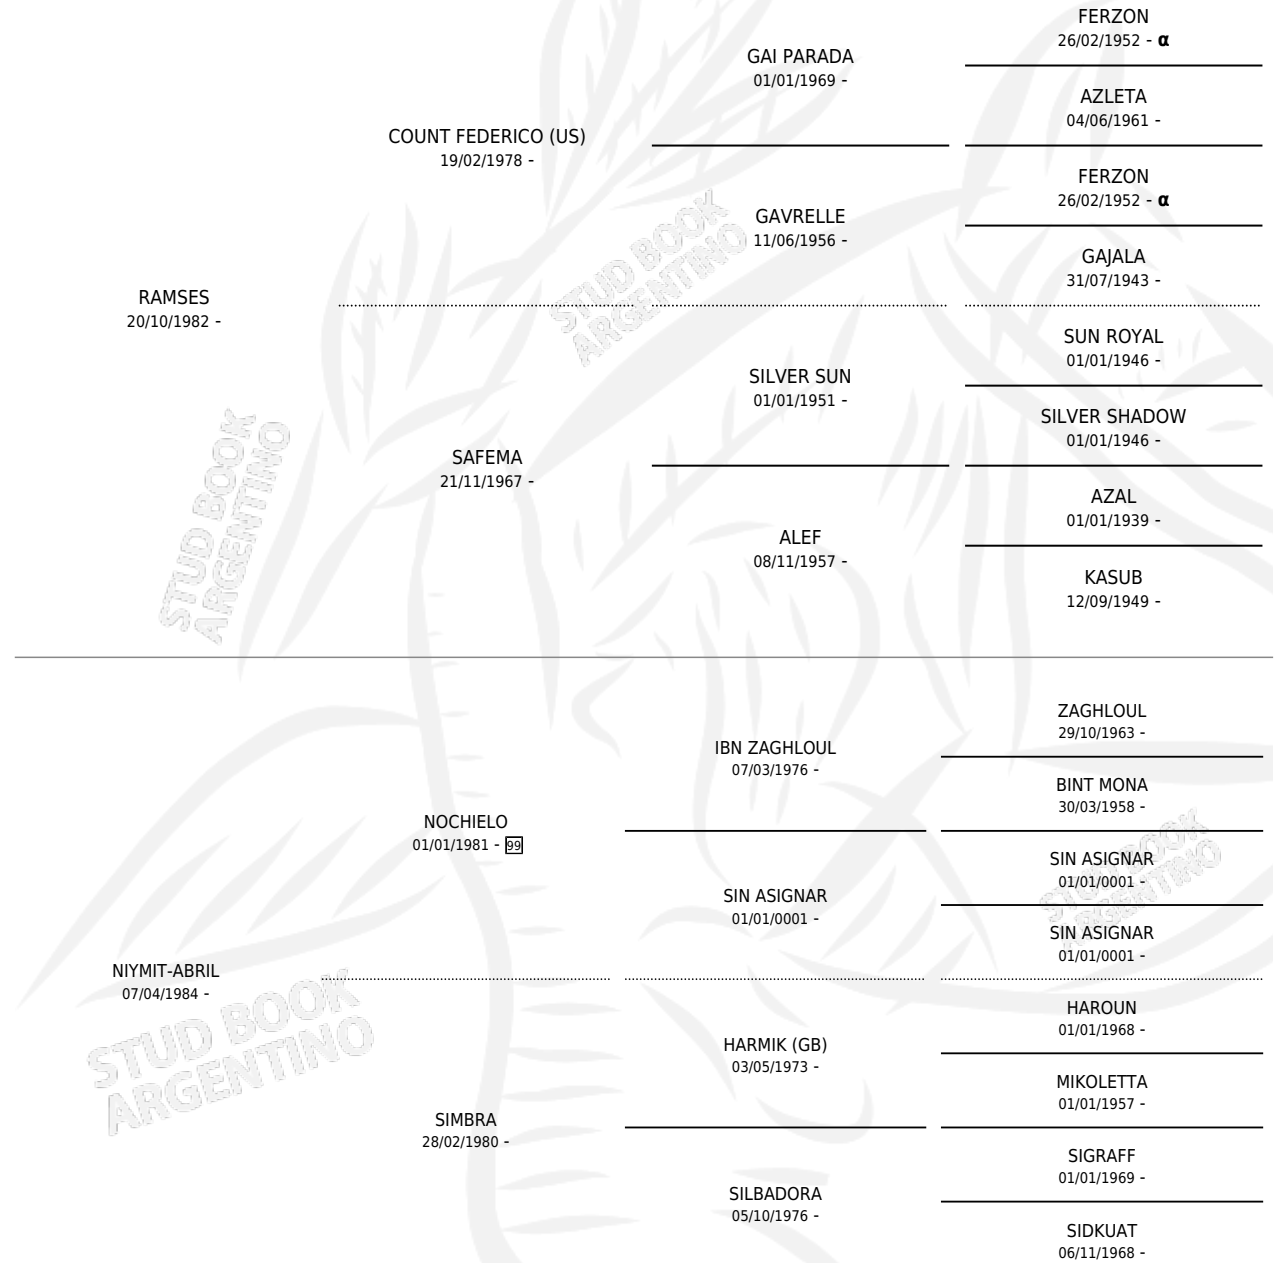 FERZON
26/02/1952 - α
GAI PARADA
01/01/1969 -
AZLETA
04/06/1961 -
COUNT FEDERICO (US)
19/02/1978 -
FERZON
26/02/1952 - α
GAVRELLE
11/06/1956 -
GAJALA
31/07/1943 -
RAMSES
20/10/1982 -
SUN ROYAL
01/01/1946 -
SILVER SUN
01/01/1951 -
SILVER SHADOW
01/01/1946 -
SAFEMA
21/11/1967 -
AZAL
01/01/1939 -
ALEF
08/11/1957 -
KASUB
12/09/1949 -
ZAGHLOUL
29/10/1963 -
IBN ZAGHLOUL
07/03/1976 -
BINT MONA
30/03/1958 -
NOCHIELO
01/01/1981 - 99
SIN ASIGNAR
01/01/0001 -
SIN ASIGNAR
01/01/0001 -
SIN ASIGNAR
01/01/0001 -
NIYMIT-ABRIL
07/04/1984 -
HAROUN
01/01/1968 -
HARMIK (GB)
03/05/1973 -
MIKOLETTA
01/01/1957 -
SIMBRA
28/02/1980 -
SIGRAFF
01/01/1969 -
SILBADORA
05/10/1976 -
SIDKUAT
06/11/1968 -
STUD BOOK
ARGENTINO
STUD BOOK
ARGENTINO
STUD BOOK
ARGENTINO
STUD BOOK
ARGENTINO